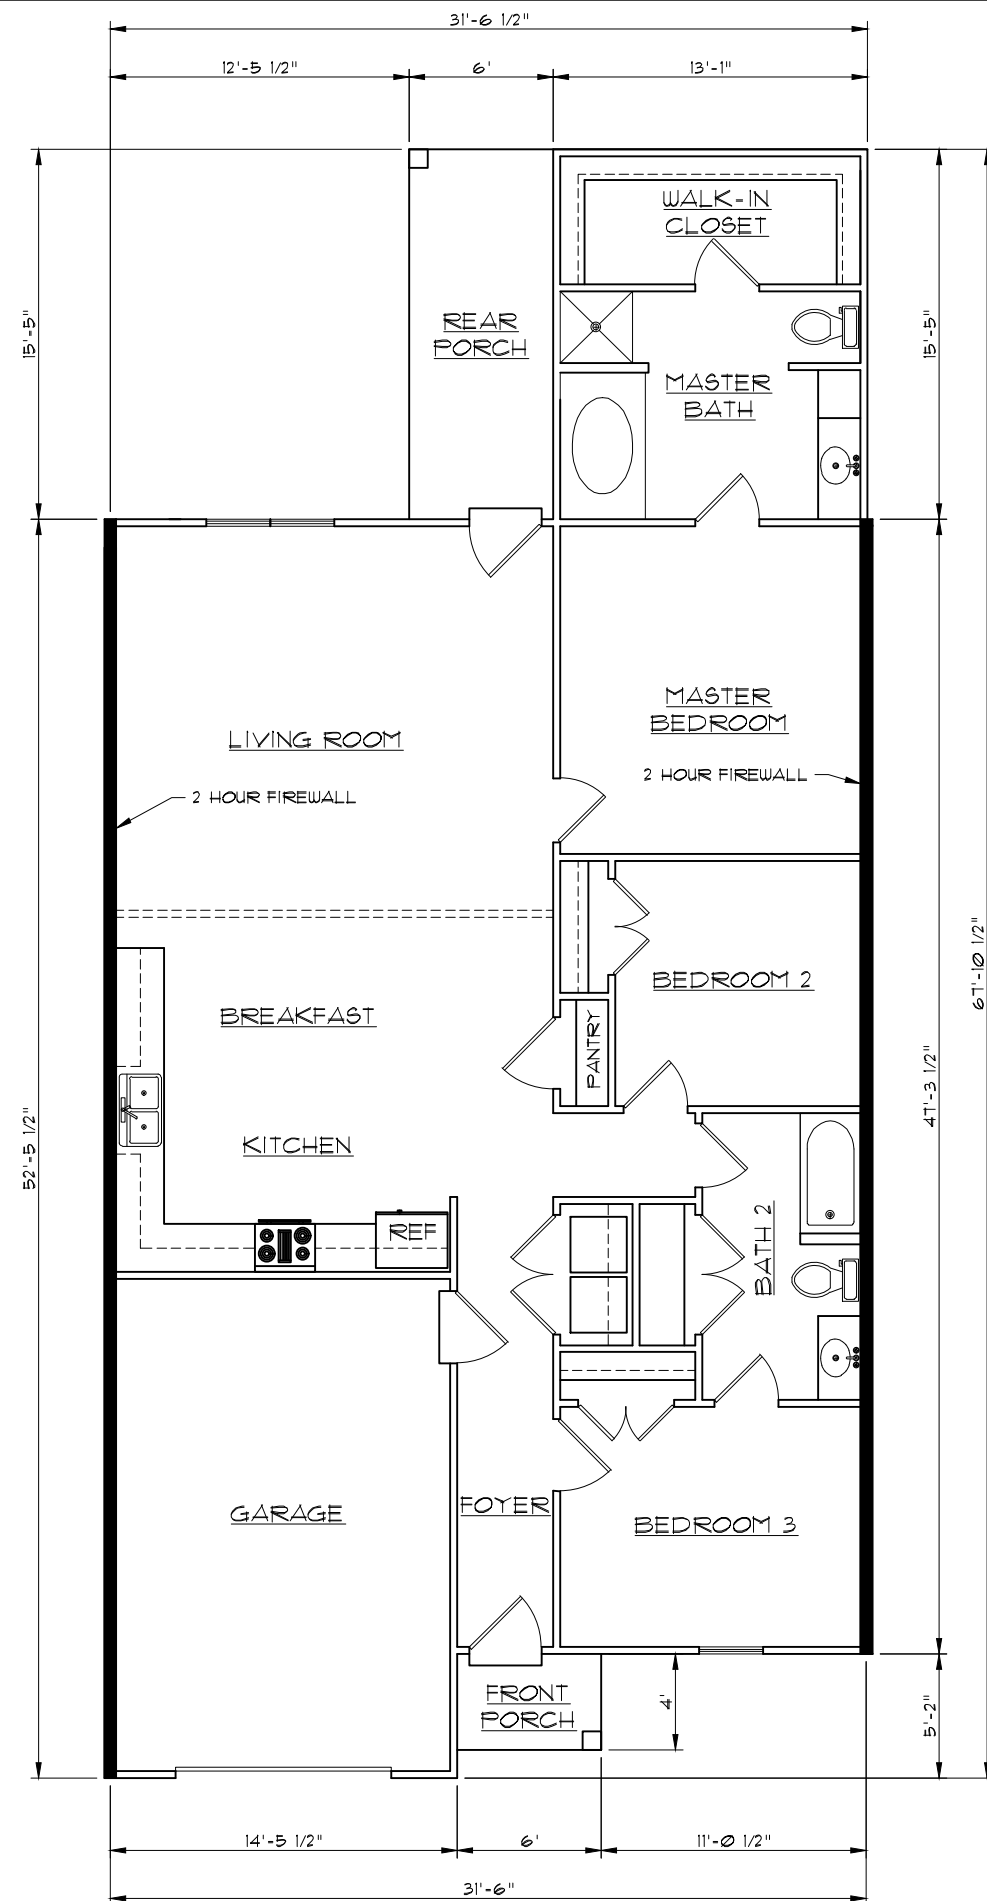 31'-6 1/2"
12'-5 1/2"
6'
13'-1"
WALK-IN
CLOSET
REAR
PORCH
15'-5"
15'-5"
MASTER
BATH
MASTER
BEDROOM
LIVING ROOM
2 HOUR FIREWALL
2 HOUR FIREWALL
BEDROOM 2
67'-10 1/2"
BREAKFAST
PANTRY
47'-3 1/2"
52'-5 1/2"
KITCHEN
REF
BATH 2
FOYER
GARAGE
BEDROOM 3
FRONT
PORCH
4'
5'-2"
14'-5 1/2"
6'
11'-0 1/2"
31'-6"